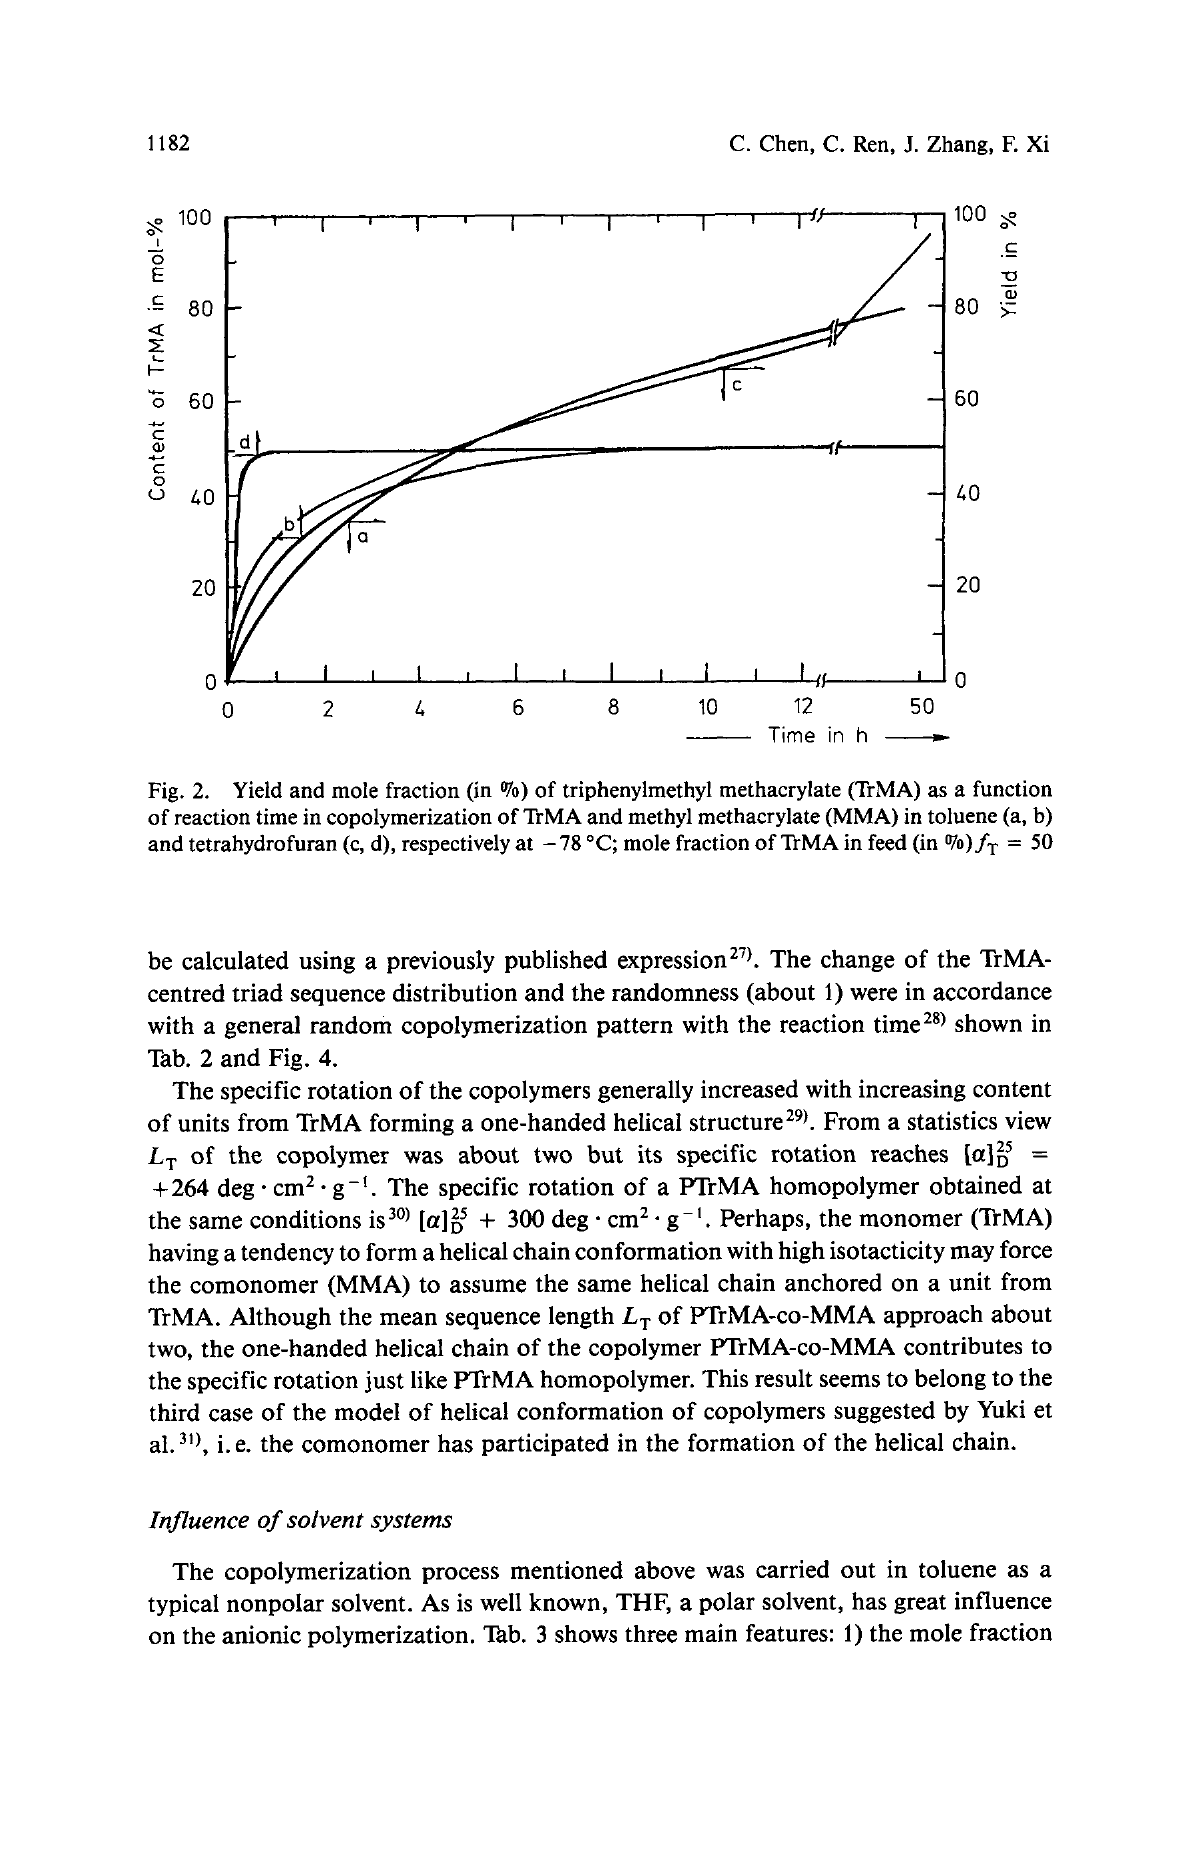 1182 C. Chen, C. Ren, J. Zhang, F. Xi
Content of TrMA in mol-%
100
80
60
40
20
0
100
80
60
40
20
0
Yield in %
d
b
a
c
0 2 4 6 8 10 12 50
Time in h
Fig. 2. Yield and mole fraction (in %) of triphenylmethyl methacrylate (TrMA) as a function
of reaction time in copolymerization of TrMA and methyl methacrylate (MMA) in toluene (a, b)
and tetrahydrofuran (c, d), respectively at −78 °C; mole fraction of TrMA in feed (in %) f_T = 50
be calculated using a previously published expression²⁷⁾. The change of the TrMA-
centred triad sequence distribution and the randomness (about 1) were in accordance
with a general random copolymerization pattern with the reaction time²⁸⁾ shown in
Tab. 2 and Fig. 4.
The specific rotation of the copolymers generally increased with increasing content
of units from TrMA forming a one-handed helical structure²⁹⁾. From a statistics view
L_T of the copolymer was about two but its specific rotation reaches [α]_D^25 =
+264 deg · cm² · g⁻¹. The specific rotation of a PTrMA homopolymer obtained at
the same conditions is³⁰⁾ [α]_D^25 + 300 deg · cm² · g⁻¹. Perhaps, the monomer (TrMA)
having a tendency to form a helical chain conformation with high isotacticity may force
the comonomer (MMA) to assume the same helical chain anchored on a unit from
TrMA. Although the mean sequence length L_T of PTrMA-co-MMA approach about
two, the one-handed helical chain of the copolymer PTrMA-co-MMA contributes to
the specific rotation just like PTrMA homopolymer. This result seems to belong to the
third case of the model of helical conformation of copolymers suggested by Yuki et
al.³¹⁾, i. e. the comonomer has participated in the formation of the helical chain.
Influence of solvent systems
The copolymerization process mentioned above was carried out in toluene as a
typical nonpolar solvent. As is well known, THF, a polar solvent, has great influence
on the anionic polymerization. Tab. 3 shows three main features: 1) the mole fraction